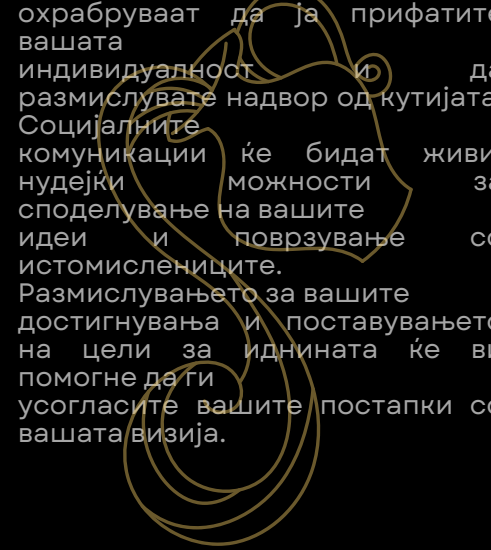 охрабруваат да ја прифатите
вашата
индивидуалност и да
размислувате надвор од кутијата
Социјалните
комуникации ќе бидат живи
нудејќи можности за
споделување на вашите
идеи и поврзување со
истомислениците.
Размислувањето за вашите
достигнувања и поставувањето
на цели за иднината ќе ви
помогне да ги
усогласите вашите постапки со
вашата визија.